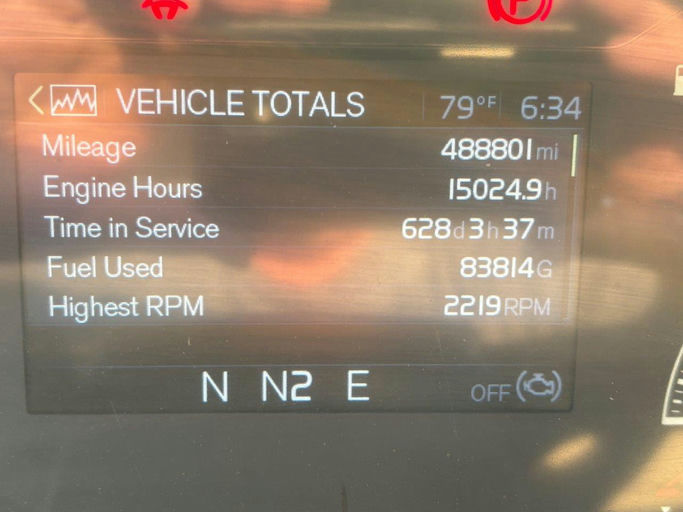 VEHICLE TOTALS 79°F 6:34
Mileage 488801 mi
Engine Hours 15024.9 h
Time in Service 628 d 3 h 37 m
Fuel Used 83814 G
Highest RPM 2219 RPM
N N2 E OFF